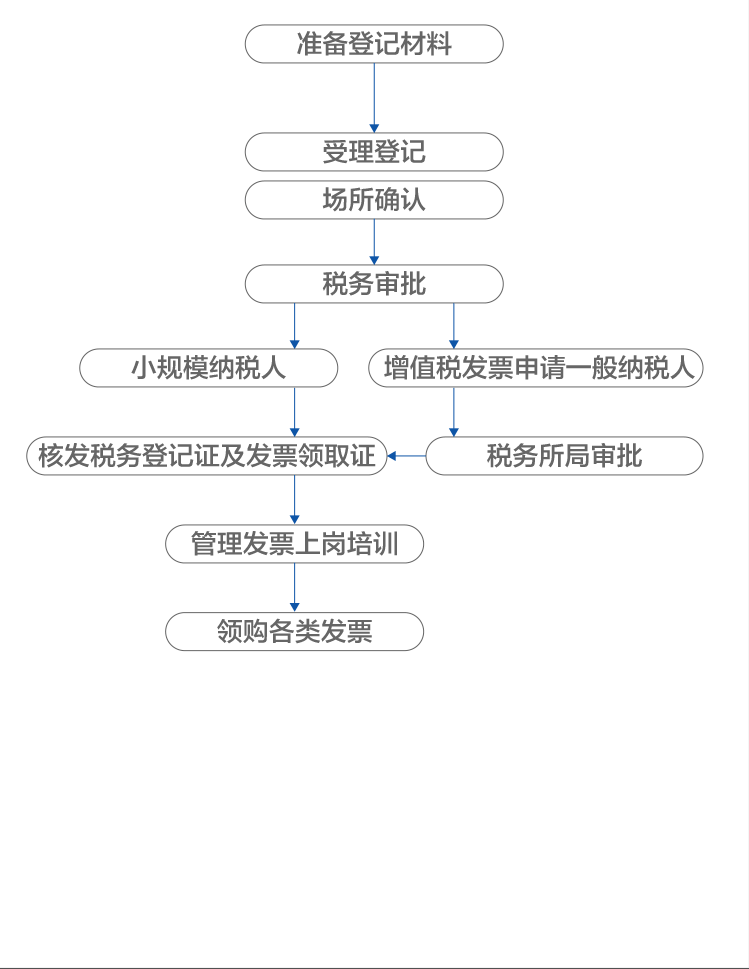 准备登记材料
受理登记
场所确认
税务审批
小规模纳税人
增值税发票申请一般纳税人
核发税务登记证及发票领取证
税务所局审批
管理发票上岗培训
领购各类发票